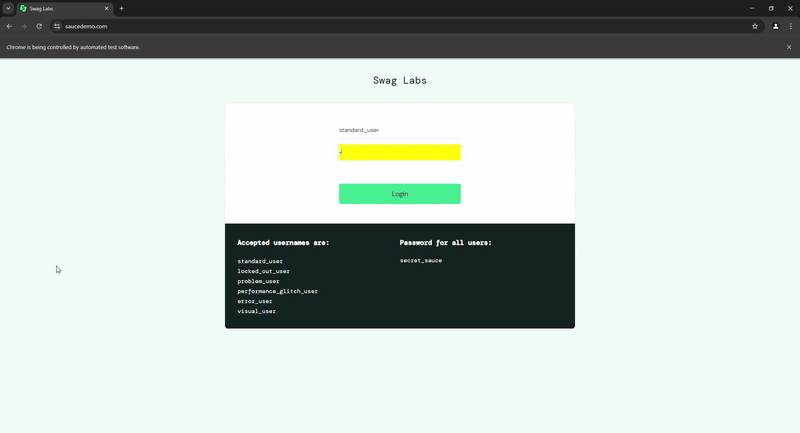 Swag Labs
saucedemo.com
Chrome is being controlled by automated test software.
Swag Labs
standard_user
Login
Accepted usernames are:
standard_user
locked_out_user
problem_user
performance_glitch_user
error_user
visual_user
Password for all users:
secret_sauce